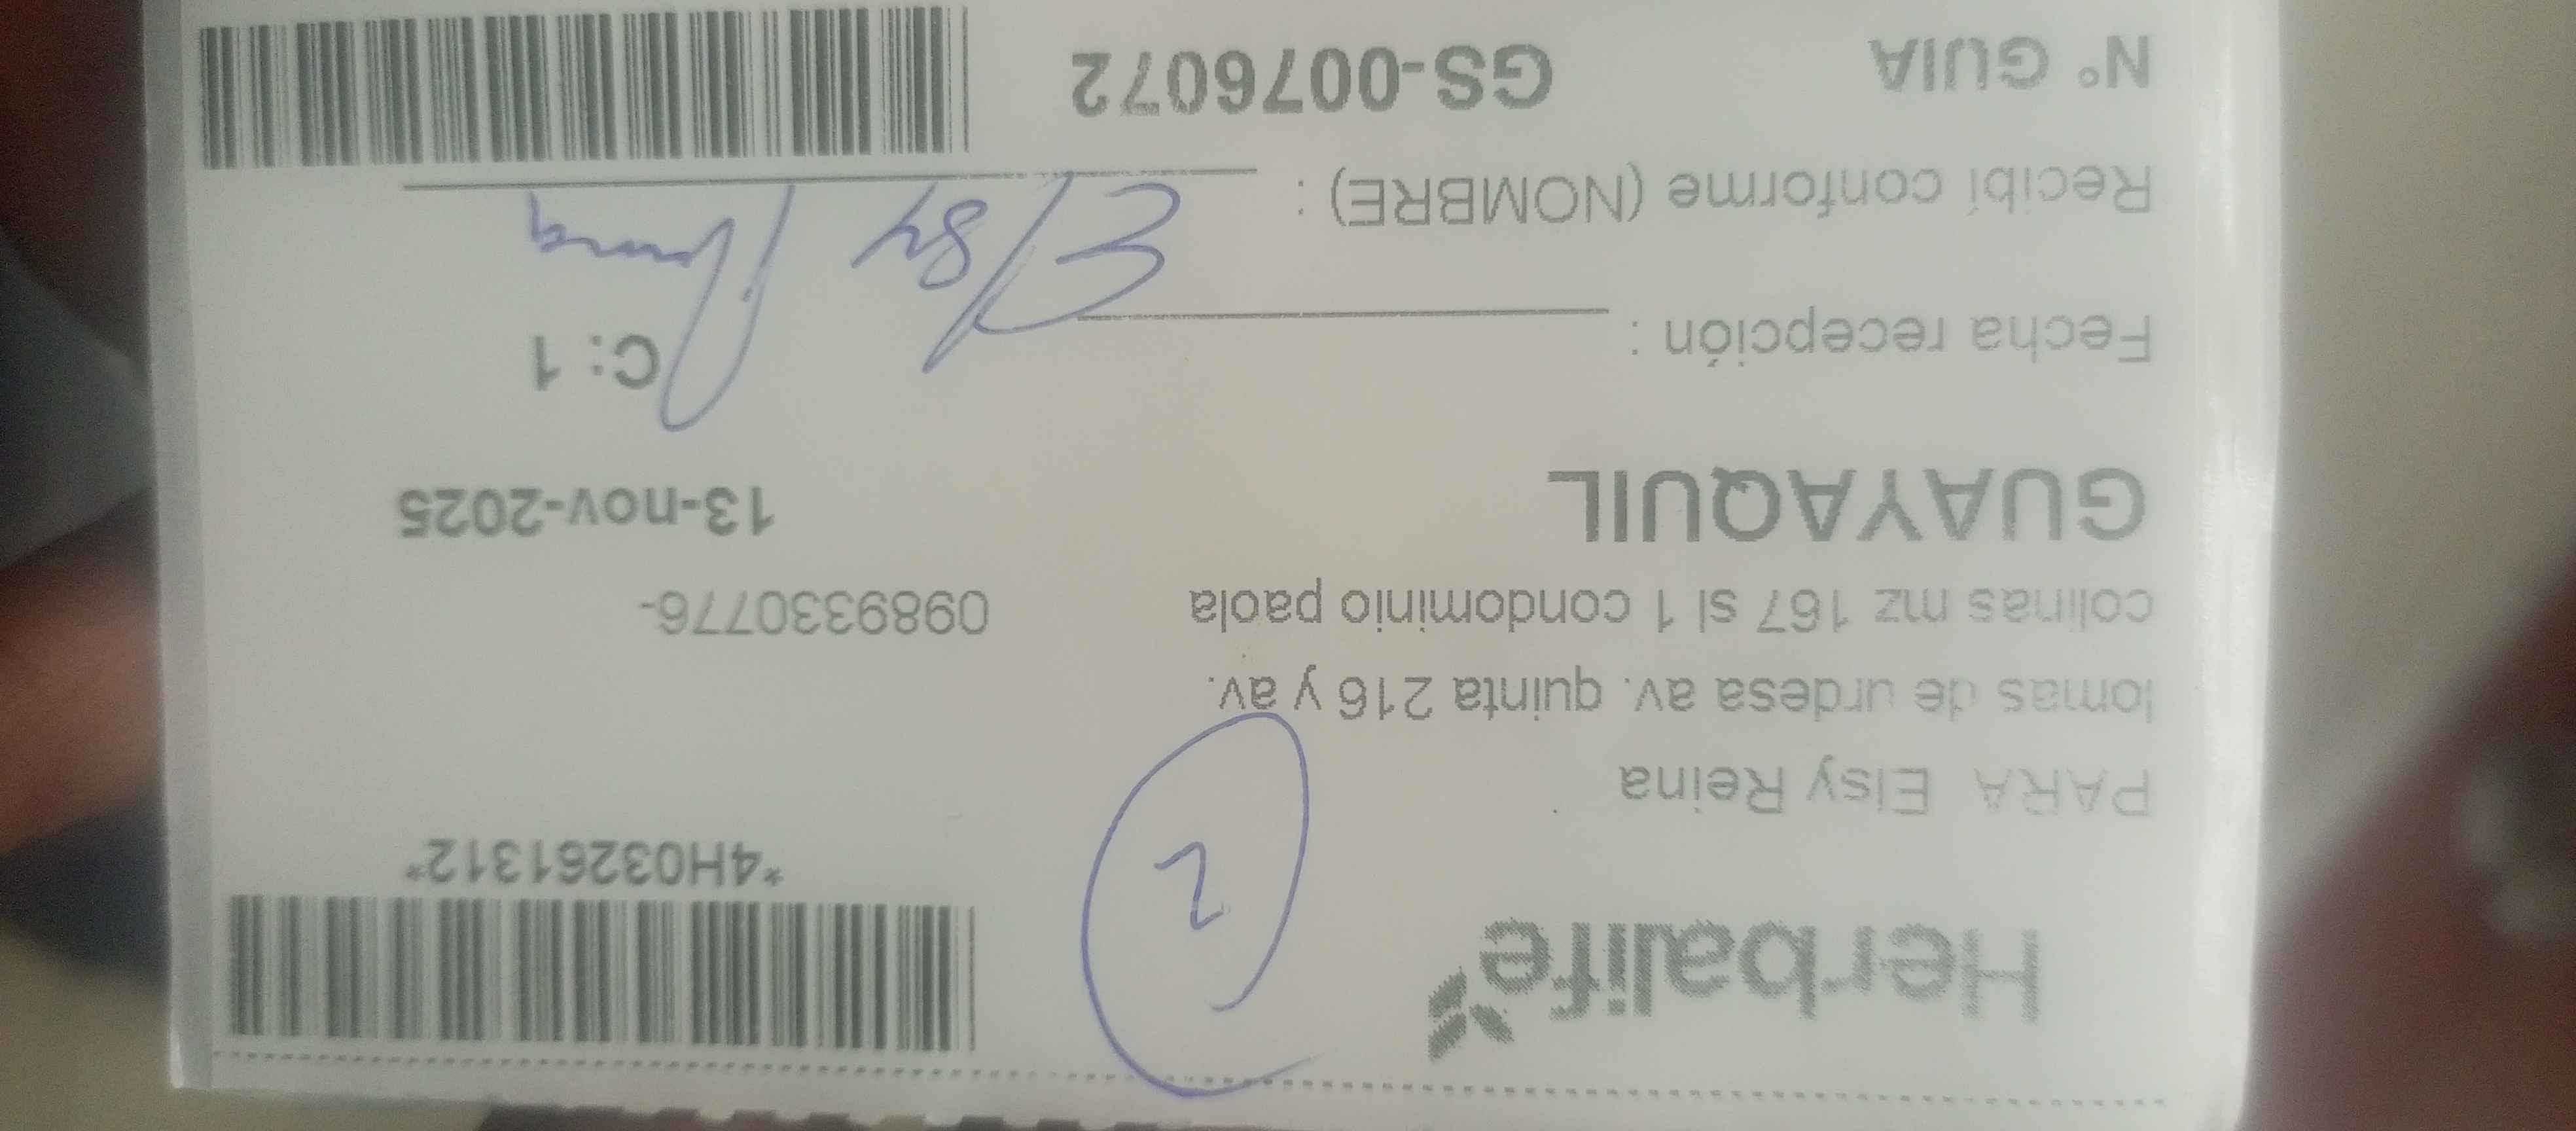 Herbalife
*4H03261312*
2
PARA Elsy Reina
lomas de urdesa av. quinta 216 y av.
colinas mz 167 sl 1 condominio paola
0989330776-
GUAYAQUIL
13-nov-2025
Fecha recepción :
C: 1
Recibí conforme (NOMBRE) : Elsy
N° GUIA
GS-0076072